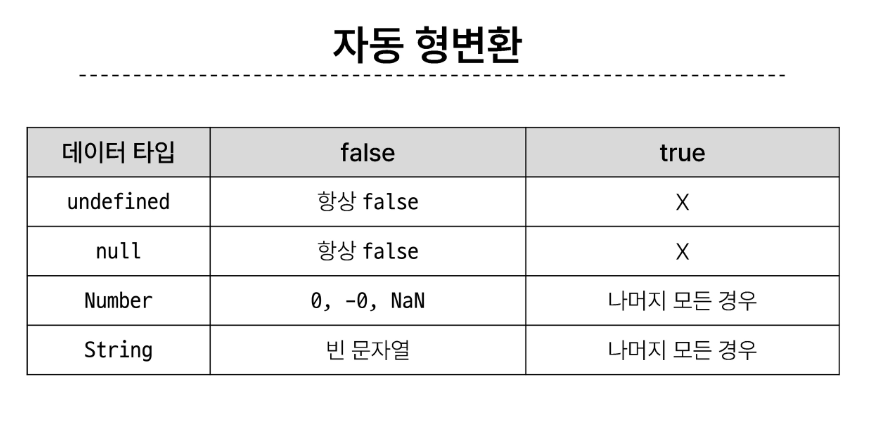 자동 형변환
데이터 타입 false true
undefined 항상 false X
null 항상 false X
Number 0, -0, NaN 나머지 모든 경우
String 빈 문자열 나머지 모든 경우